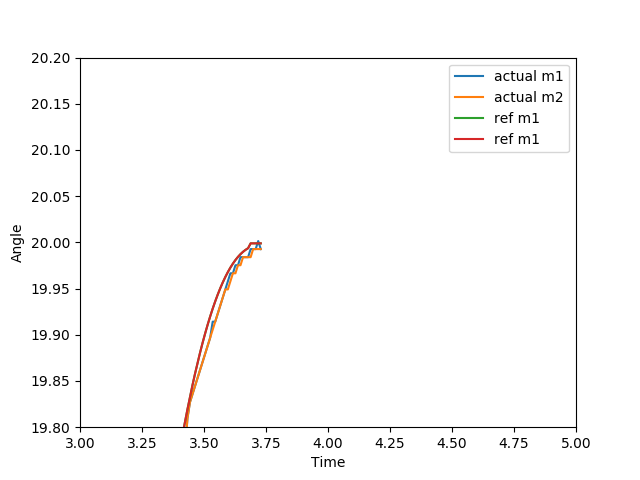 20.20
20.15
20.10
20.05
20.00
19.95
19.90
19.85
19.80
Angle
3.00 3.25 3.50 3.75 4.00 4.25 4.50 4.75 5.00
Time
actual m1
actual m2
ref m1
ref m1